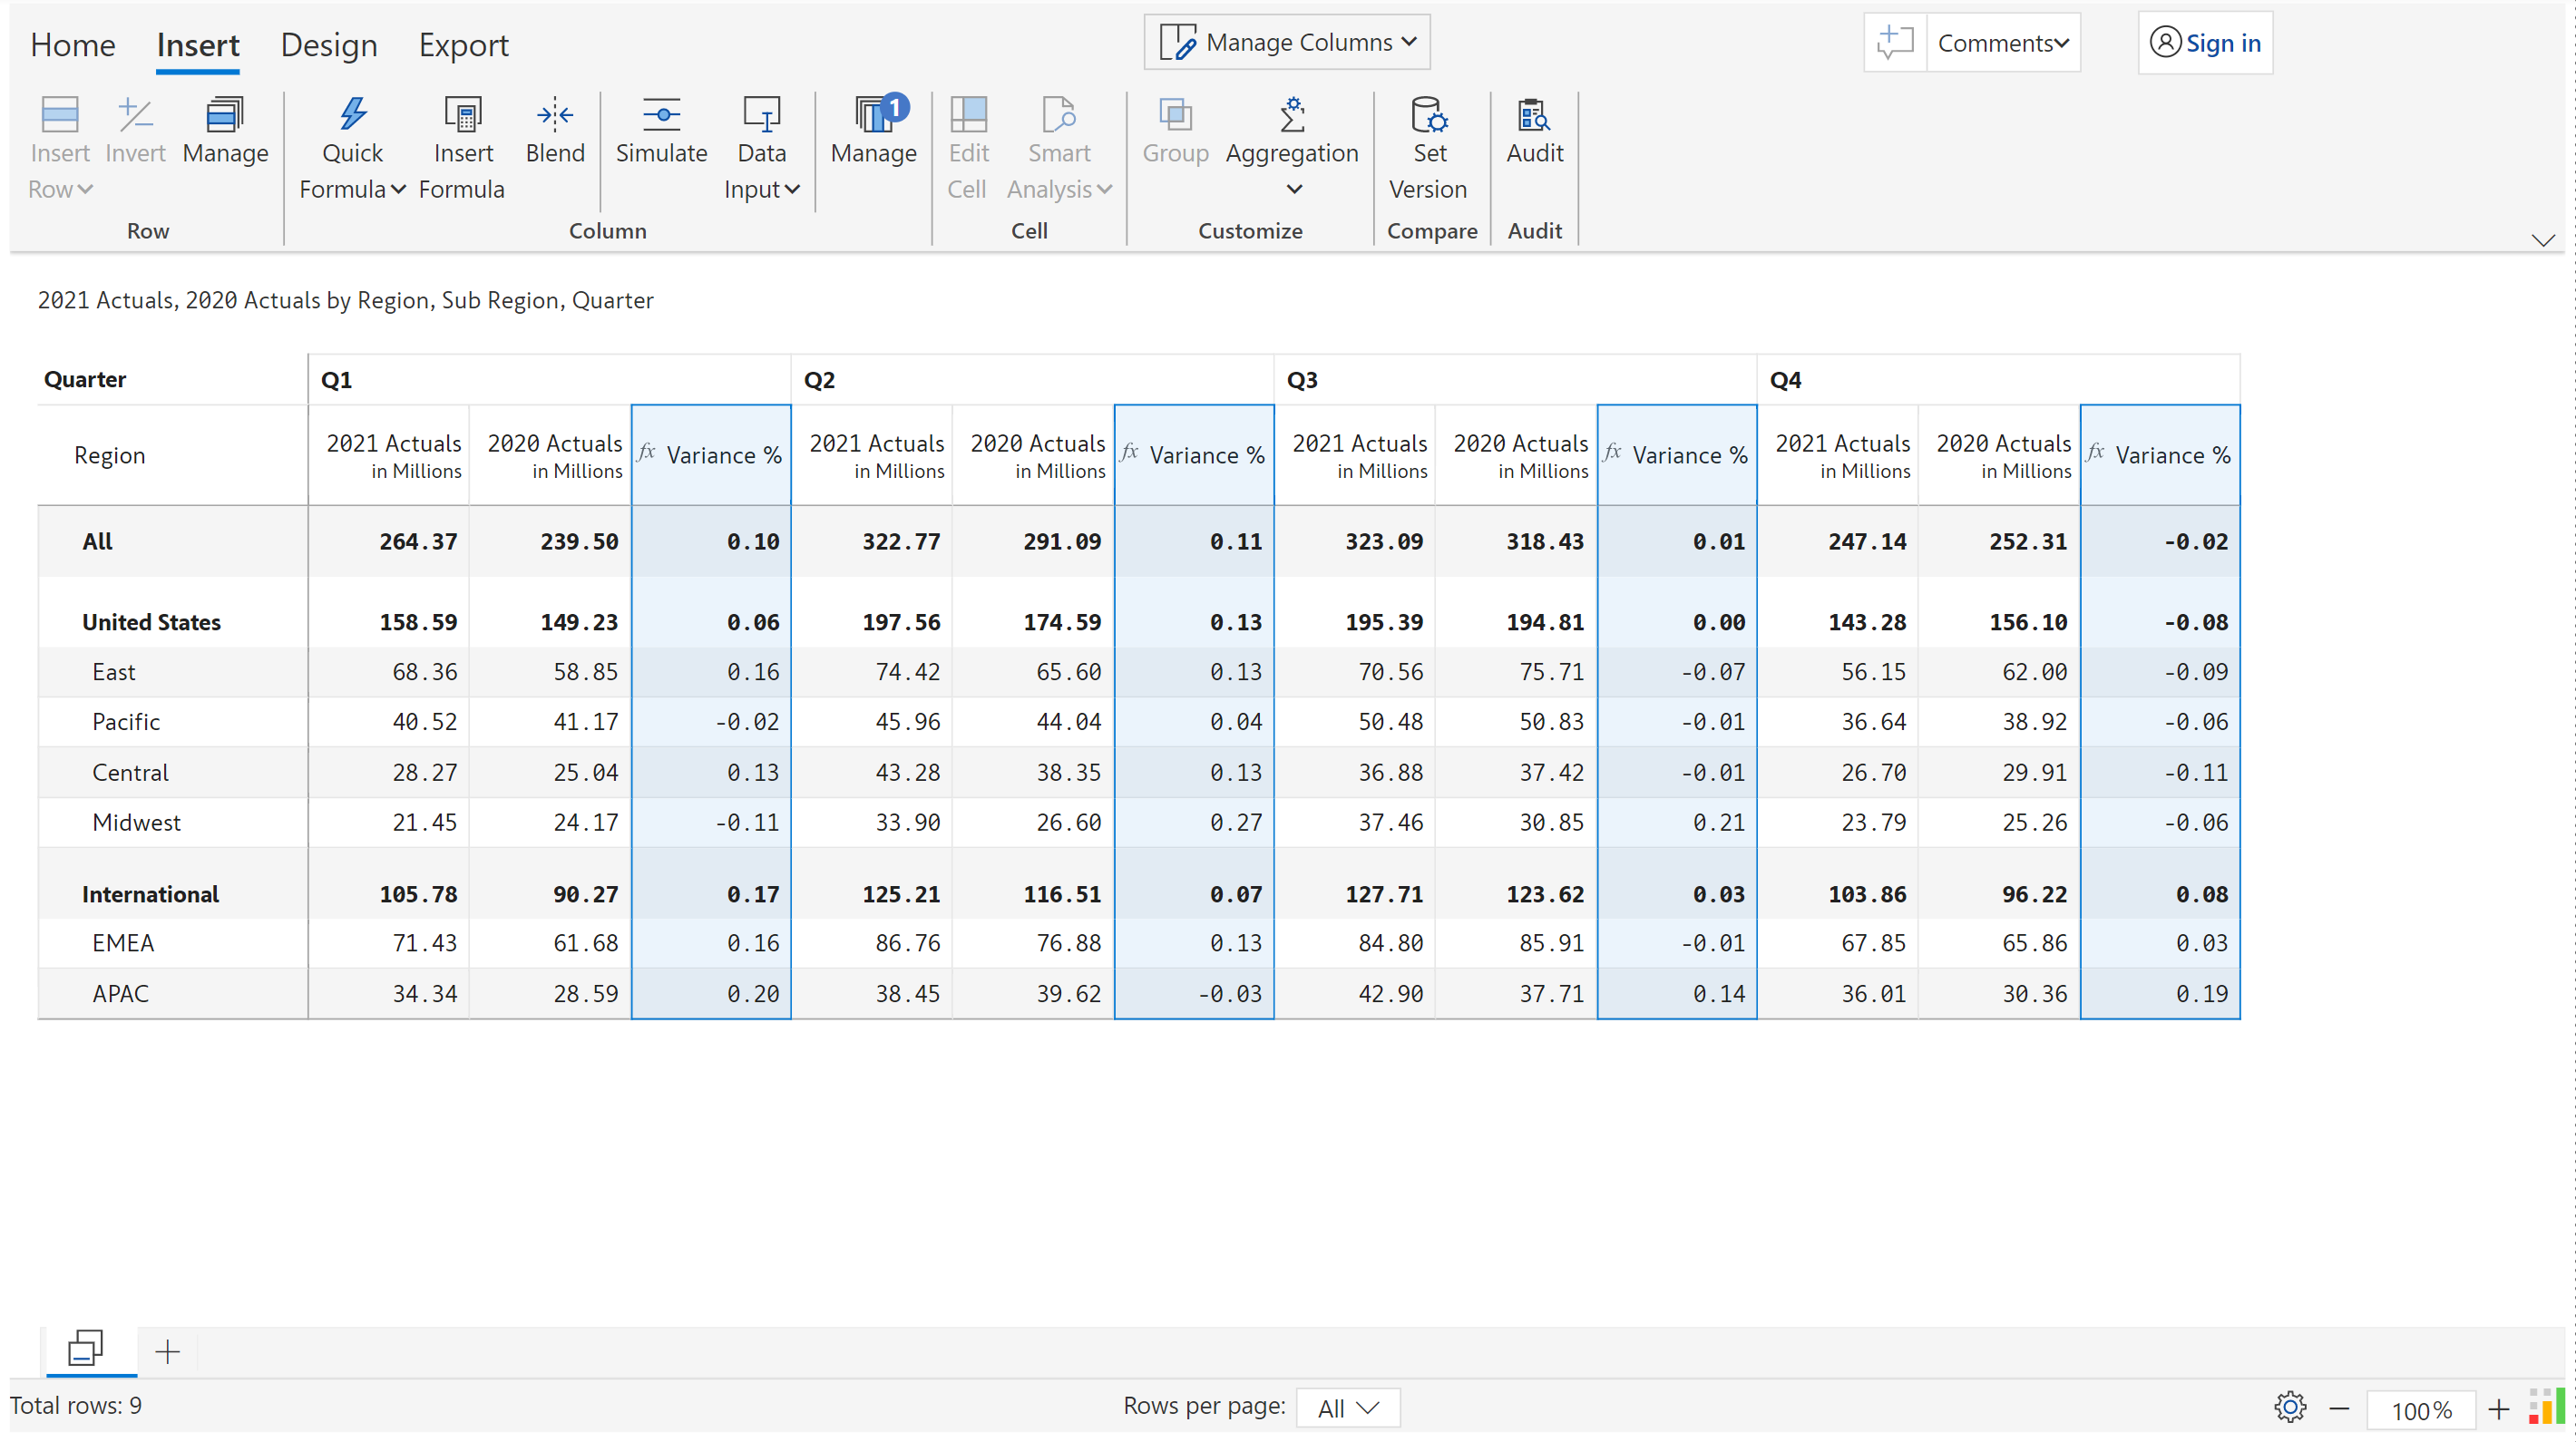 Home Insert Design Export Manage Columns Comments Sign in
1
Insert Row Invert Manage Quick Formula Insert Formula Blend Simulate Data Input Manage Edit Cell Smart Analysis Group Aggregation Set Version Audit
Row Column Cell Customize Compare Audit
2021 Actuals, 2020 Actuals by Region, Sub Region, Quarter
Quarter Q1 Q2 Q3 Q4
Region 2021 Actuals in Millions 2020 Actuals in Millions fx Variance % 2021 Actuals in Millions 2020 Actuals in Millions fx Variance % 2021 Actuals in Millions 2020 Actuals in Millions fx Variance % 2021 Actuals in Millions 2020 Actuals in Millions fx Variance %
All 264.37 239.50 0.10 322.77 291.09 0.11 323.09 318.43 0.01 247.14 252.31 -0.02
United States 158.59 149.23 0.06 197.56 174.59 0.13 195.39 194.81 0.00 143.28 156.10 -0.08
East 68.36 58.85 0.16 74.42 65.60 0.13 70.56 75.71 -0.07 56.15 62.00 -0.09
Pacific 40.52 41.17 -0.02 45.96 44.04 0.04 50.48 50.83 -0.01 36.64 38.92 -0.06
Central 28.27 25.04 0.13 43.28 38.35 0.13 36.88 37.42 -0.01 26.70 29.91 -0.11
Midwest 21.45 24.17 -0.11 33.90 26.60 0.27 37.46 30.85 0.21 23.79 25.26 -0.06
International 105.78 90.27 0.17 125.21 116.51 0.07 127.71 123.62 0.03 103.86 96.22 0.08
EMEA 71.43 61.68 0.16 86.76 76.88 0.13 84.80 85.91 -0.01 67.85 65.86 0.03
APAC 34.34 28.59 0.20 38.45 39.62 -0.03 42.90 37.71 0.14 36.01 30.36 0.19
Total rows: 9 Rows per page: All 100%